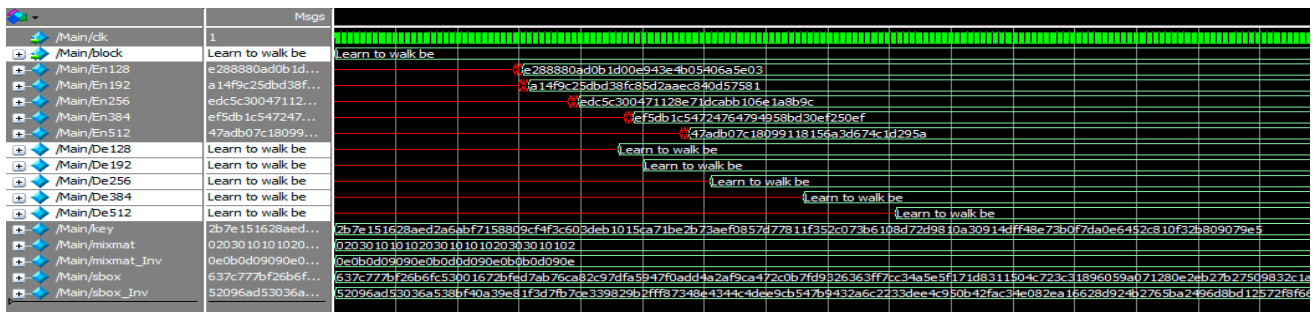 Msgs
/Main/clk 1
/Main/block Learn to walk be Learn to walk be
/Main/En128 e288880ad0b1d... e288880ad0b1d00e943e4b05406a5e03
/Main/En192 a14f9c25dbd38f... a14f9c25dbd38fc85d2aaec840d57581
/Main/En256 edc5c30047112... edc5c300471128e71dcabb106e1a8b9c
/Main/En384 ef5db1c547247... ef5db1c54724764794958bd30ef250ef
/Main/En512 47adb07c18099... 47adb07c18099118156a3d674c1d295a
/Main/De128 Learn to walk be Learn to walk be
/Main/De192 Learn to walk be Learn to walk be
/Main/De256 Learn to walk be Learn to walk be
/Main/De384 Learn to walk be Learn to walk be
/Main/De512 Learn to walk be Learn to walk be
/Main/key 2b7e151628aed... 2b7e151628aed2a6abf7158809cf4f3c603deb1015ca71be2b73aef0857d77811f352c073b6108d72d9810a30914dff48e73b0f7da0e6452c810f32b809079e5
/Main/mixmat 0203010101020... 02030101010203010101020303010102
/Main/mixmat_Inv 0e0b0d09090e0... 0e0b0d09090e0b0d0d090e0b0b0d090e
/Main/sbox 637c777bf26b6f... 637c777bf26b6fc53001672bfed7ab76ca82c97dfa5947f0add4a2af9ca472c0b7fd9326363ff7cc34a5e5f171d8311504c723c31896059a071280e2eb27b27509832c1a
/Main/sbox_Inv 52096ad53036a... 52096ad53036a538bf40a39e81f3d7fb7ce339829b2fff87348e4344c4dee9cb547b9432a6c2233dee4c950b42fac34e082ea16628d924b2765ba2496d8bd12572f8f66